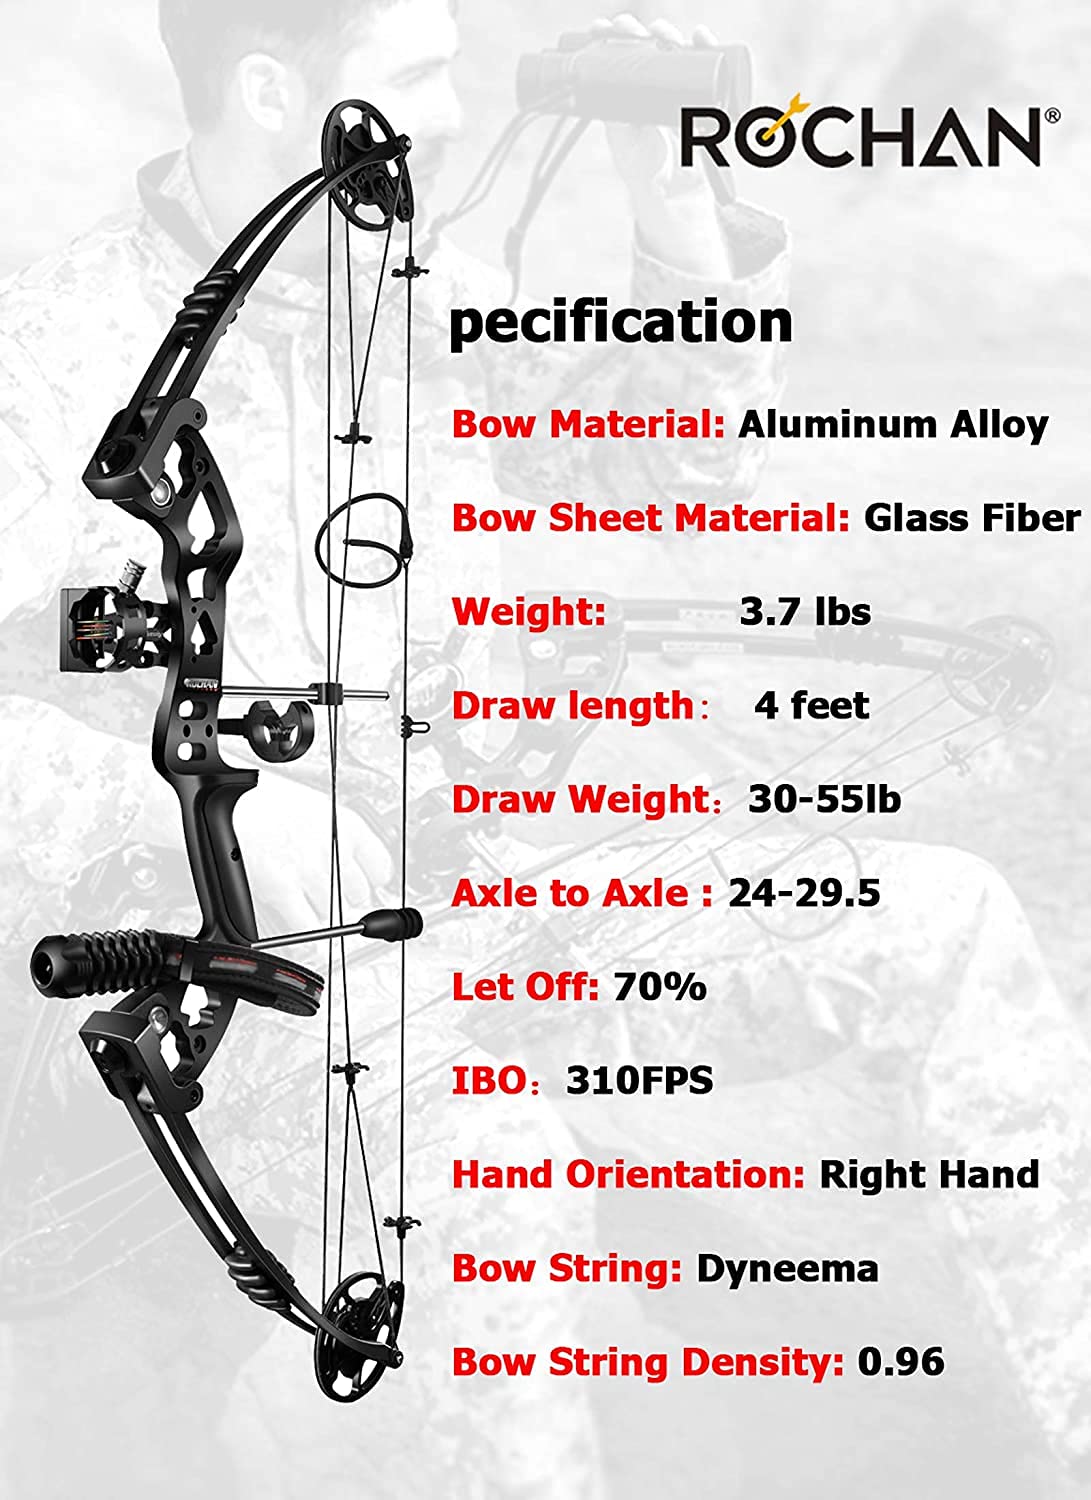 ROCHAN®
pecification
Bow Material: Aluminum Alloy
Bow Sheet Material: Glass Fiber
Weight: 3.7 lbs
Draw length： 4 feet
Draw Weight： 30-55lb
Axle to Axle : 24-29.5
Let Off: 70%
IBO： 310FPS
Hand Orientation: Right Hand
Bow String: Dyneema
Bow String Density: 0.96
ROCHAN